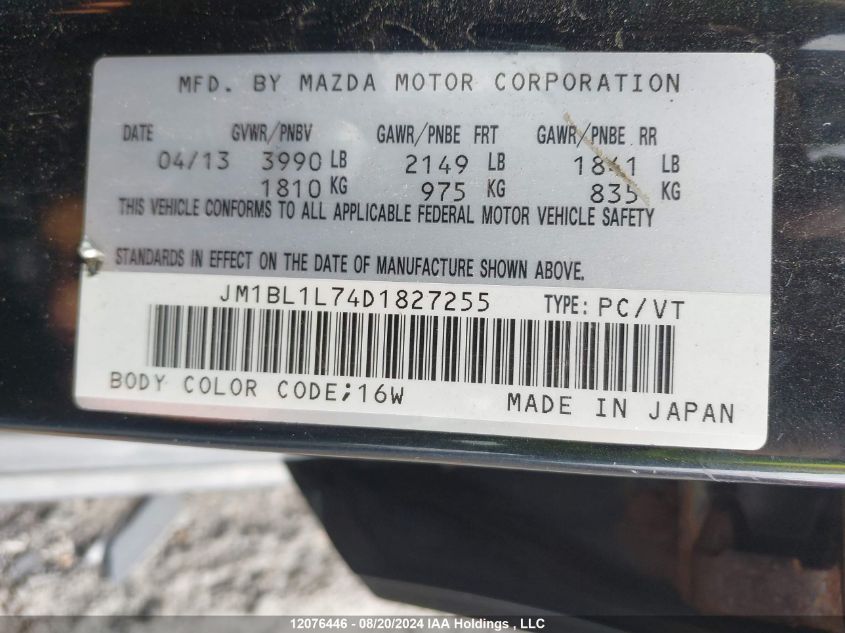 MFD. BY MAZDA MOTOR CORPORATION
DATE GVWR/PNBV GAWR/PNBE FRT GAWR/PNBE RR
04/13 3990 LB 2149 LB 1841 LB
1810 KG 975 KG 835 KG
THIS VEHICLE CONFORMS TO ALL APPLICABLE FEDERAL MOTOR VEHICLE SAFETY
STANDARDS IN EFFECT ON THE DATE OF MANUFACTURE SHOWN ABOVE.
JM1BL1L74D1827255 TYPE: PC/VT
BODY COLOR CODE;16W MADE IN JAPAN
12076446 - 08/20/2024 IAA Holdings , LLC